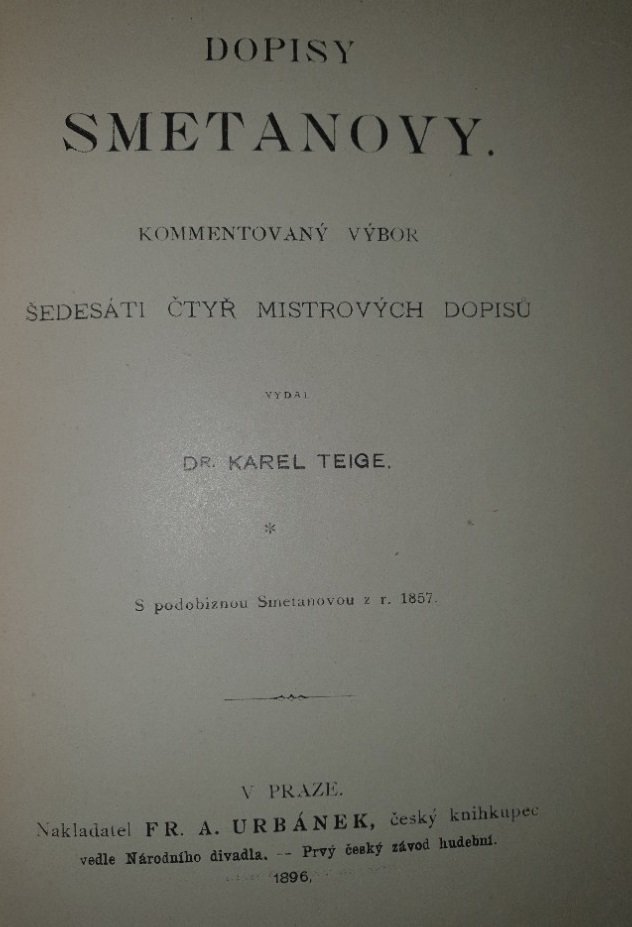 DOPISY
SMETANOVY.
KOMMENTOVANÝ VÝBOR
ŠEDESÁTI ČTYŘ MISTROVÝCH DOPISŮ
VYDAL
DR. KAREL TEIGE.
*
S podobiznou Smetanovou z r. 1857.
V PRAZE.
Nakladatel FR. A. URBÁNEK, český knihkupec
vedle Národního divadla. — Prvý český závod hudební.
1896.